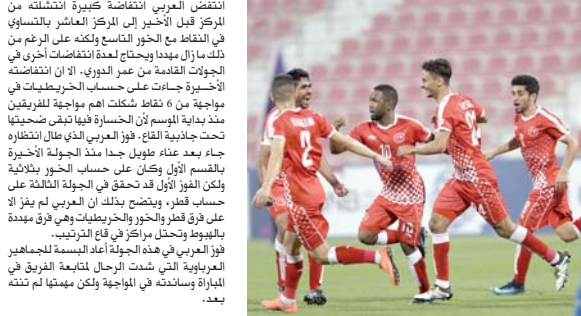 انتفض العربي انتفاضة كبيرة انتشلته من
المركز قبل الأخير إلى المركز العاشر بالتساوي
في النقاط مع الخور التاسع ولكنه على الرغم من
ذلك ما زال مهددا ويحتاج لعدة انتفاضات أخرى في
الجولات القادمة من عمر الدوري. الا ان انتفاضته
الأخــيرة جــاءت على حساب الخريطيات في
مواجهة من 6 نقاط شكلت اهم مواجهة للفريقين
منذ بداية الموسم لأن الخسارة فيها تبقى ضحيتها
تحت جاذبية القاع. فوز العربي الذي طال انتظاره
جاء بعد عناء طويل جدا منذ الجولة الأخيرة
بالقسم الأول وكان على حساب الخور بثلاثية
ولكن الفوز الأول قد تحقق في الجولة الثالثة على
حساب قطر، ويتضح بذلك ان العربي لم يفز الا
على فرق قطر والخور والخريطيات وهي فرق مهددة
بالهبوط وتحتل مراكز في قاع الترتيب.
فوز العربي في هذه الجولة أعاد البسمة للجماهير
العرباوية التي شدت الرحال لمتابعة الفريق في
المباراة وساندته في المواجهة ولكن مهمتها لم تنته
بعد.
2
10